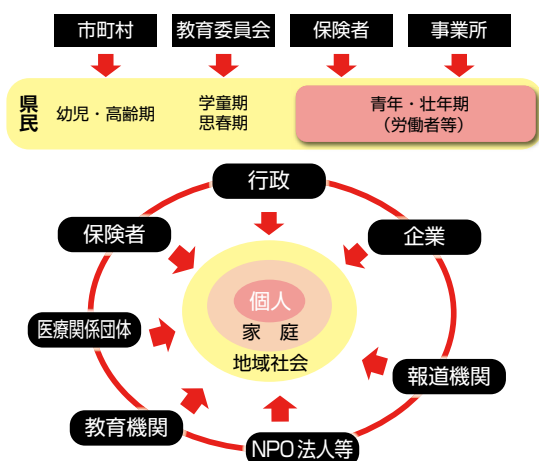 市町村
教育委員会
保険者
事業所
県民
幼児・高齢期
学童期
思春期
青年・壮年期
(労働者等)
行政
保険者
企業
個人
家 庭
地域社会
医療関係団体
報道機関
教育機関
NPO法人等